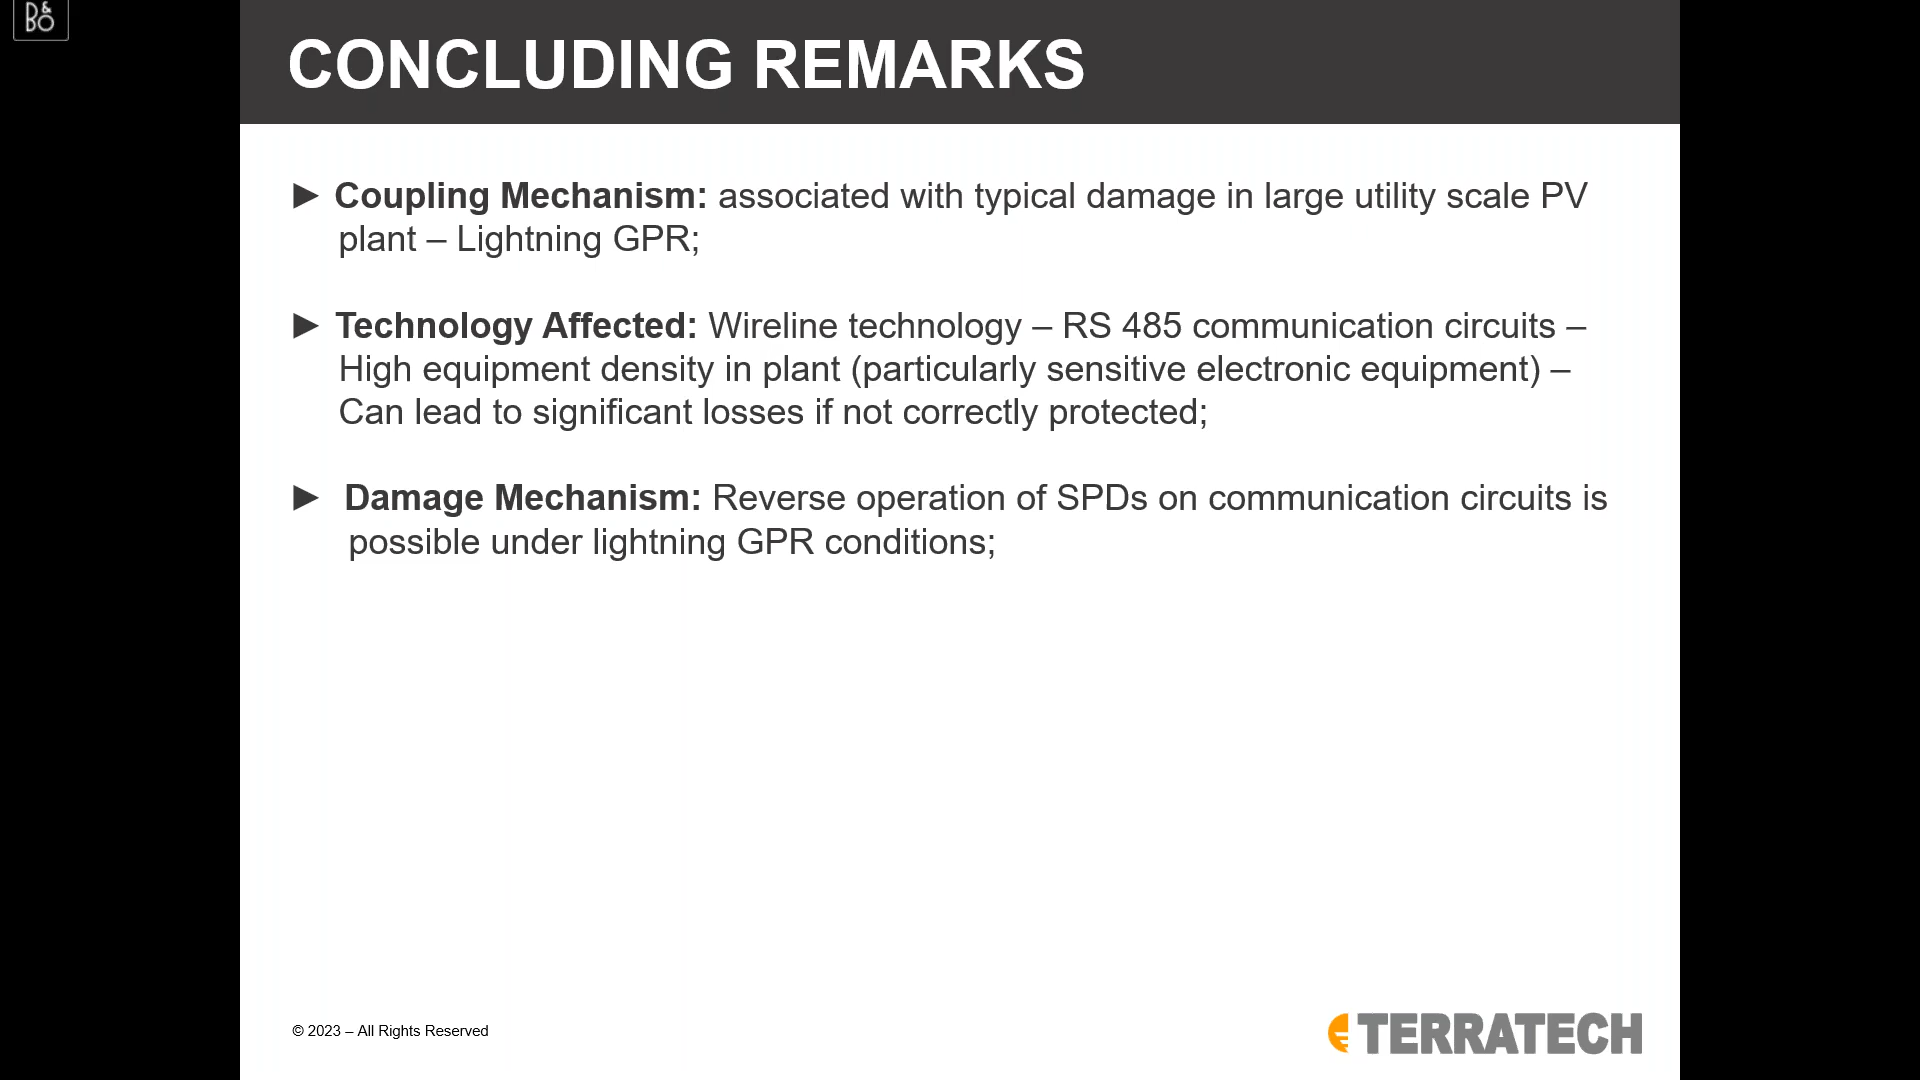 B&O
CONCLUDING REMARKS
► Coupling Mechanism: associated with typical damage in large utility scale PV
plant – Lightning GPR;
► Technology Affected: Wireline technology – RS 485 communication circuits –
High equipment density in plant (particularly sensitive electronic equipment) –
Can lead to significant losses if not correctly protected;
► Damage Mechanism: Reverse operation of SPDs on communication circuits is
possible under lightning GPR conditions;
© 2023 – All Rights Reserved
TERRATECH